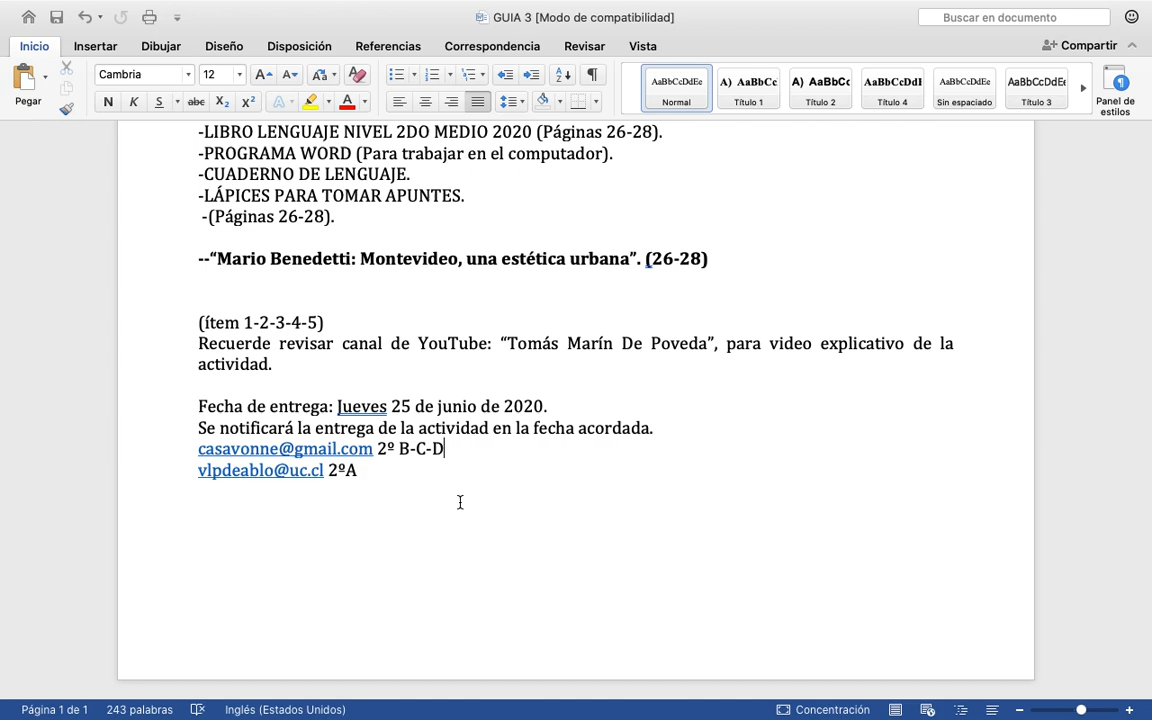 GUIA 3 [Modo de compatibilidad]
Buscar en documento
Inicio Insertar Dibujar Diseño Disposición Referencias Correspondencia Revisar Vista Compartir
Cambria 12
Pegar
N K S abc X₂ X²
AaBbCcDdEe A) AaBbCc A) AaBbCc AaBbCcDdI AaBbCcDdEe AaBbCcDdEe
Normal Título 1 Título 2 Título 4 Sin espaciado Título 3
Panel de estilos
-LIBRO LENGUAJE NIVEL 2DO MEDIO 2020 (Páginas 26-28).
-PROGRAMA WORD (Para trabajar en el computador).
-CUADERNO DE LENGUAJE.
-LÁPICES PARA TOMAR APUNTES.
-(Páginas 26-28).
--“Mario Benedetti: Montevideo, una estética urbana”. (26-28)
(ítem 1-2-3-4-5)
Recuerde revisar canal de YouTube: “Tomás Marín De Poveda”, para video explicativo de la
actividad.
Fecha de entrega: Jueves 25 de junio de 2020.
Se notificará la entrega de la actividad en la fecha acordada.
casavonne@gmail.com 2º B-C-D
vlpdeablo@uc.cl 2ºA
Página 1 de 1 243 palabras Inglés (Estados Unidos) Concentración